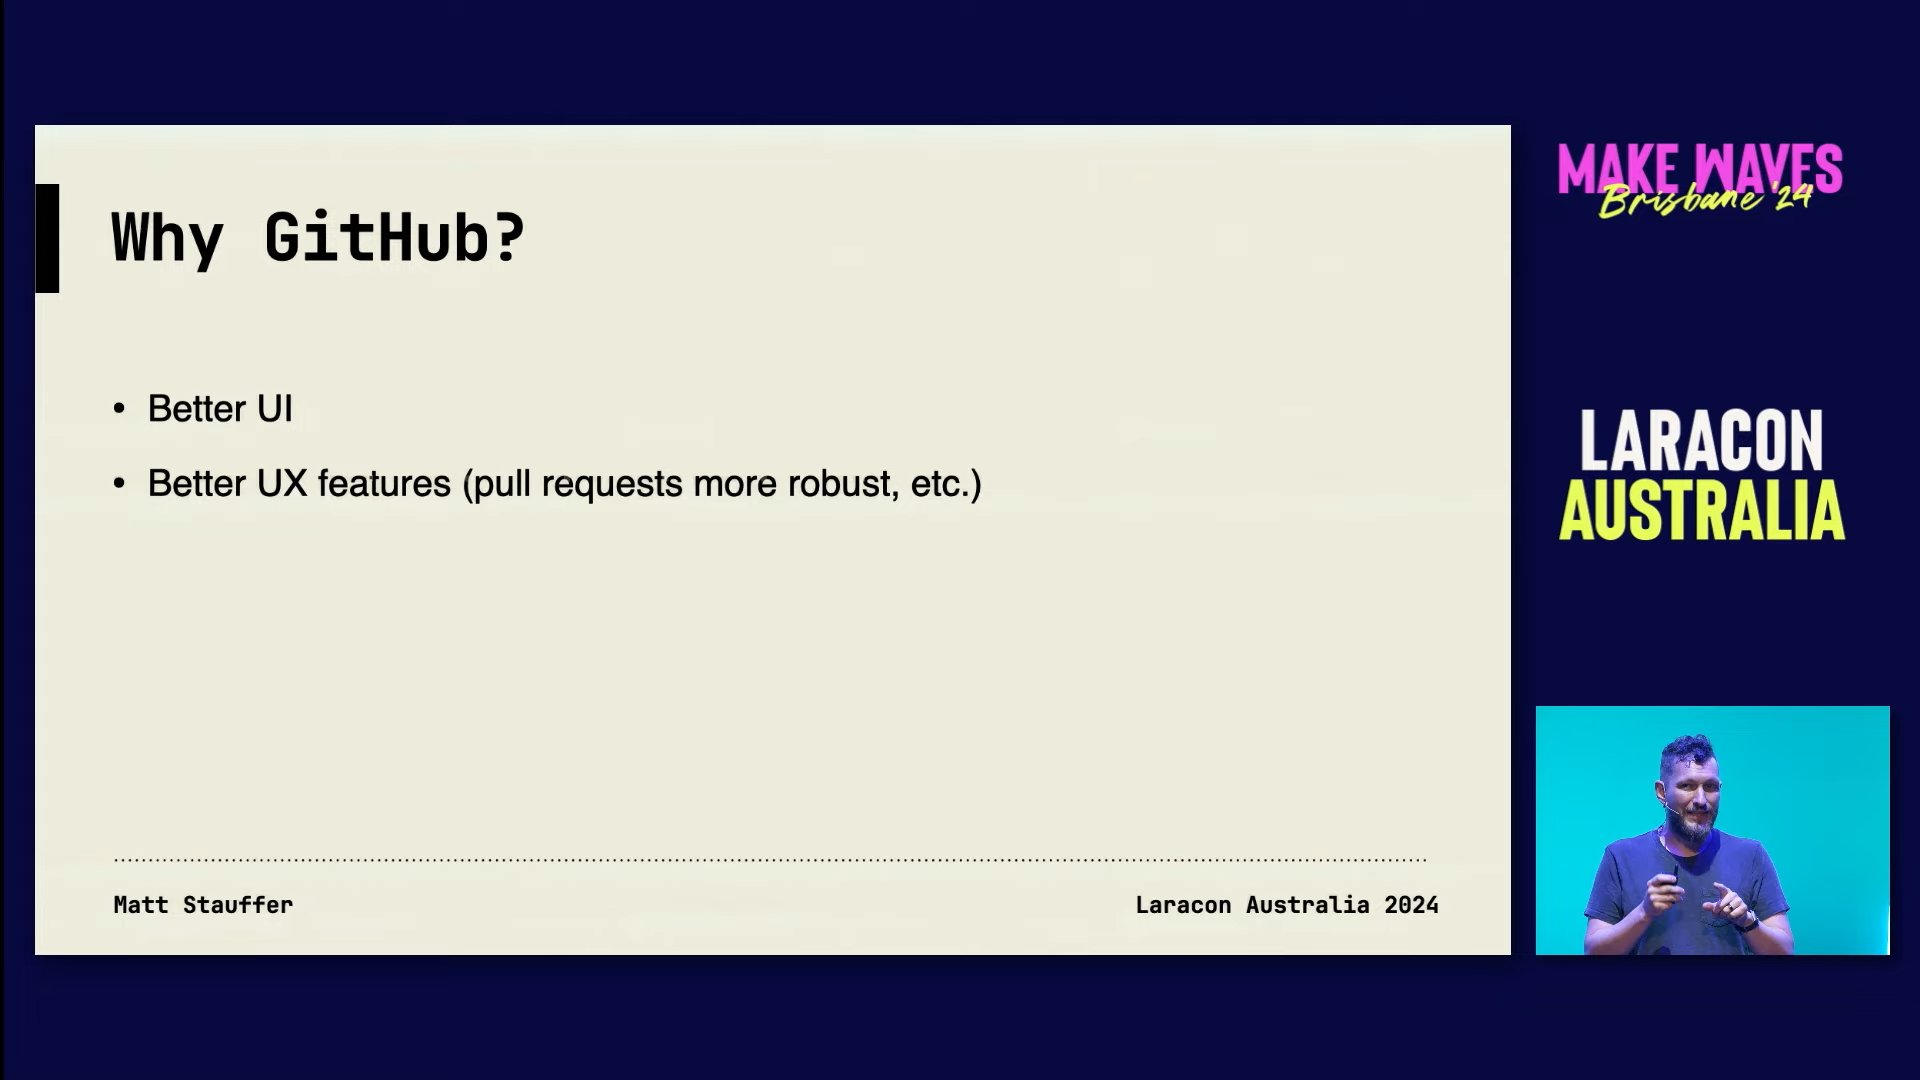 Why GitHub?
• Better UI
• Better UX features (pull requests more robust, etc.)
Matt Stauffer
Laracon Australia 2024
MAKE WAVES
Brisbane '24
LARACON
AUSTRALIA